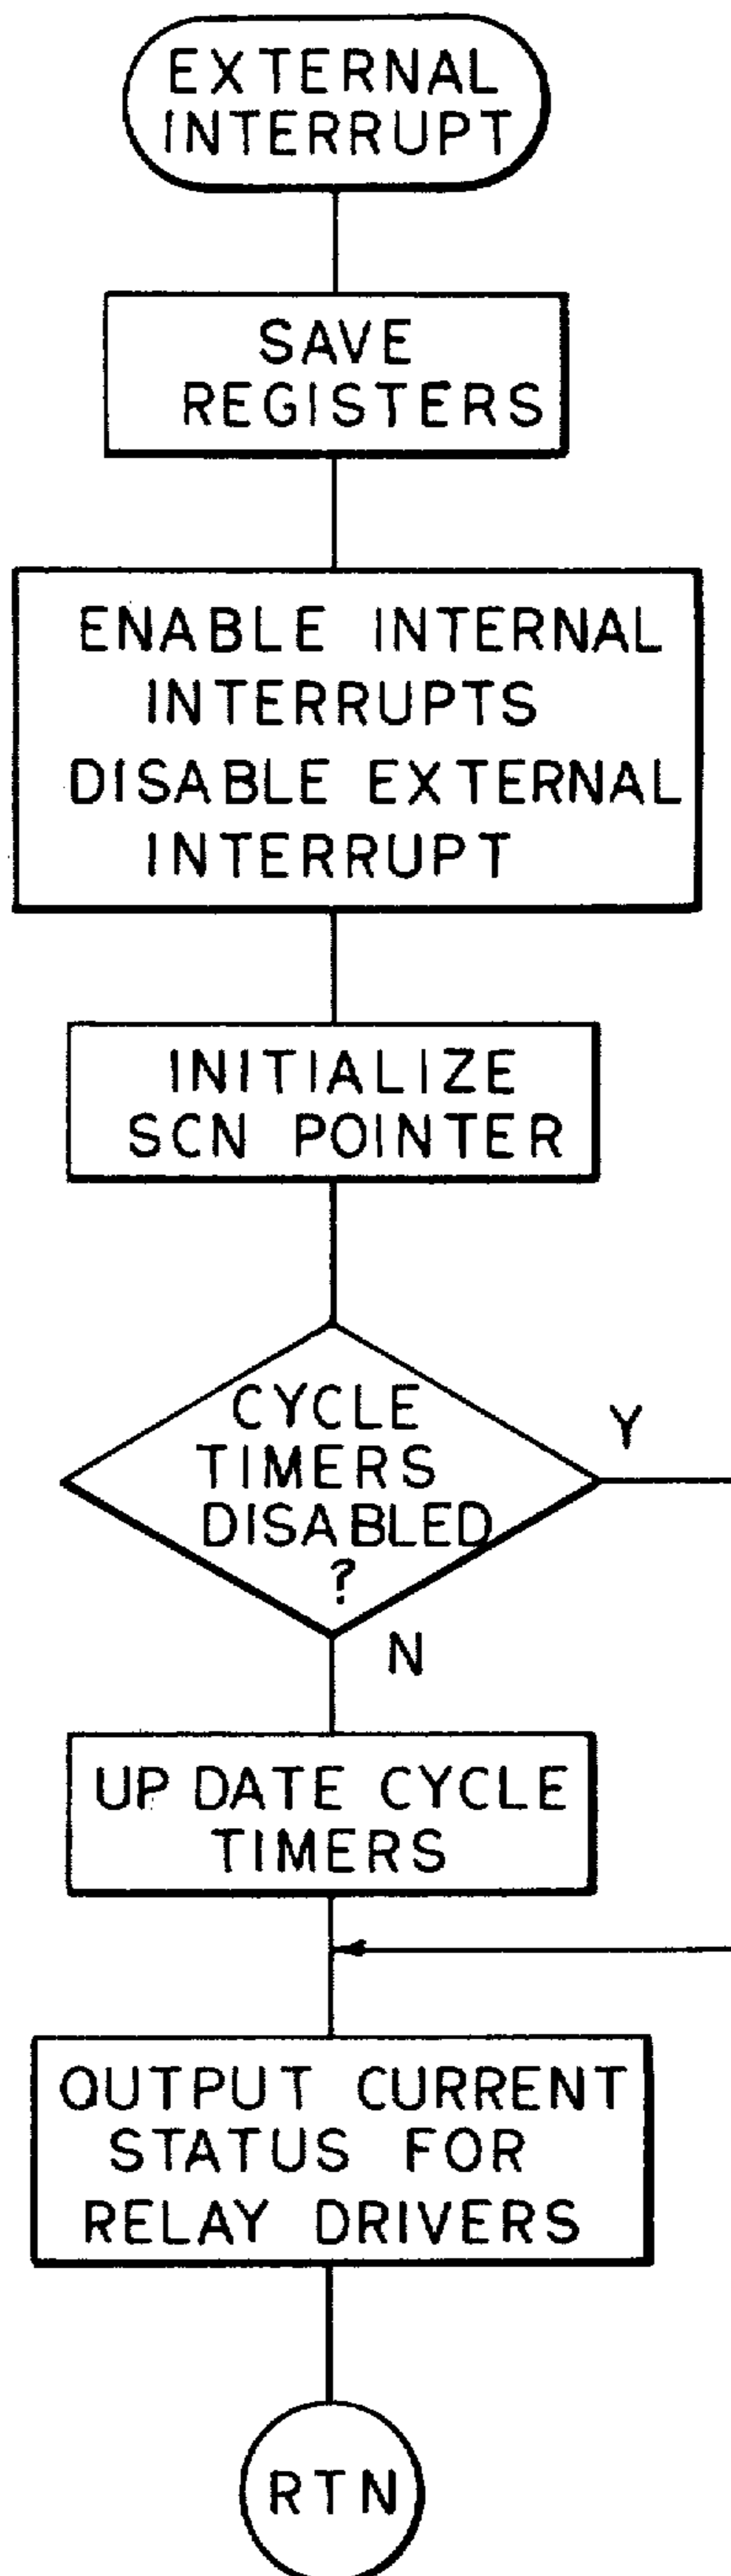 EXTERNAL
INTERRUPT
SAVE
REGISTERS
ENABLE INTERNAL
INTERRUPTS
DISABLE EXTERNAL
INTERRUPT
INITIALIZE
SCN POINTER
CYCLE
TIMERS
DISABLED
?
Y
N
UP DATE CYCLE
TIMERS
OUTPUT CURRENT
STATUS FOR
RELAY DRIVERS
RTN